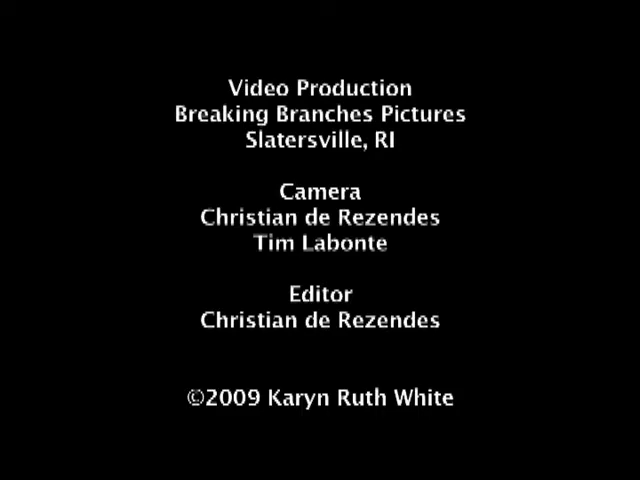 Video Production
Breaking Branches Pictures
Slatersville, RI
Camera
Christian de Rezendes
Tim Labonte
Editor
Christian de Rezendes
©2009 Karyn Ruth White